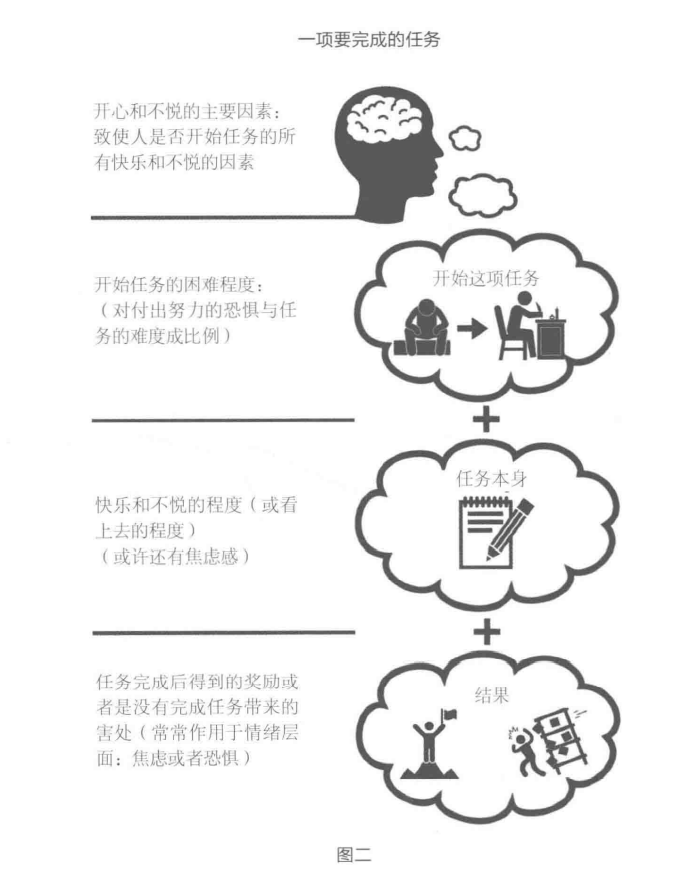 一项要完成的任务
开心和不悦的主要因素：
致使人是否开始任务的所
有快乐和不悦的因素
开始任务的困难程度：
（对付出努力的恐惧与任
务的难度成比例）
开始这项任务
快乐和不悦的程度（或看
上去的程度）
（或许还有焦虑感）
任务本身
任务完成后得到的奖励或
者是没有完成任务带来的
害处（常常作用于情绪层
面：焦虑或者恐惧）
结果
图二